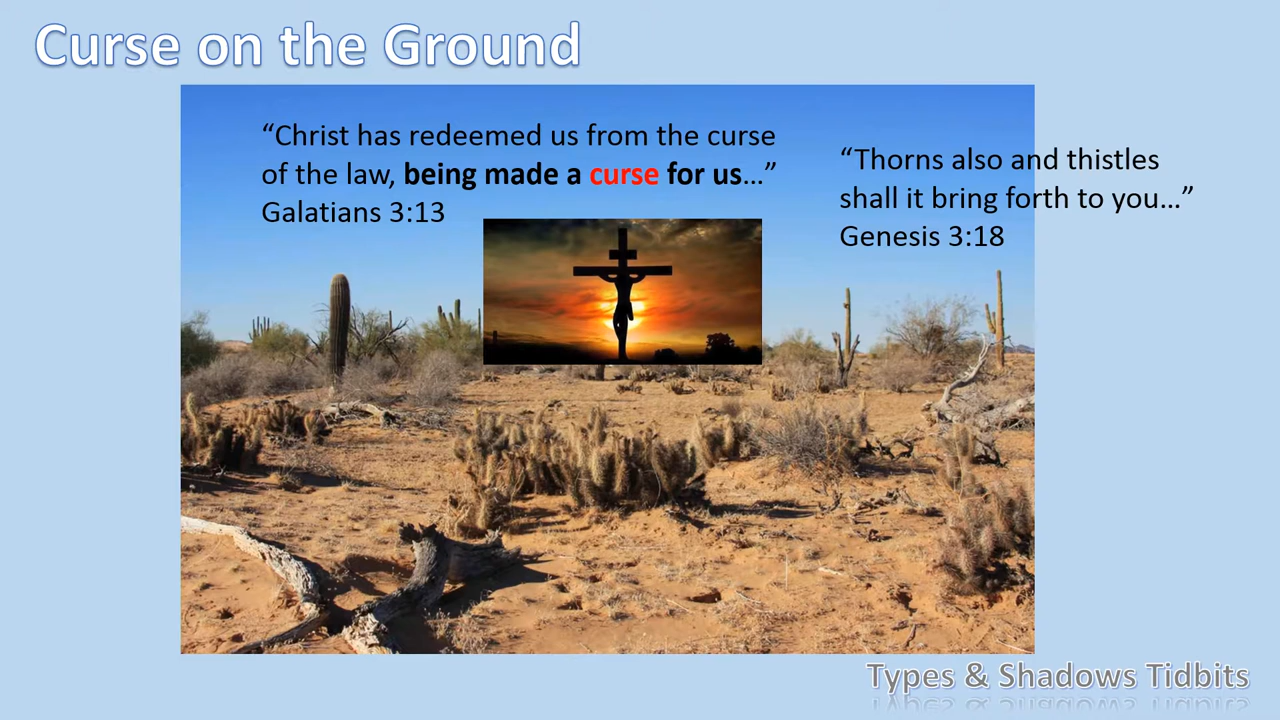 Curse on the Ground
“Christ has redeemed us from the curse
of the law, being made a curse for us…”
Galatians 3:13
“Thorns also and thistles
shall it bring forth to you…”
Genesis 3:18
Types & Shadows Tidbits